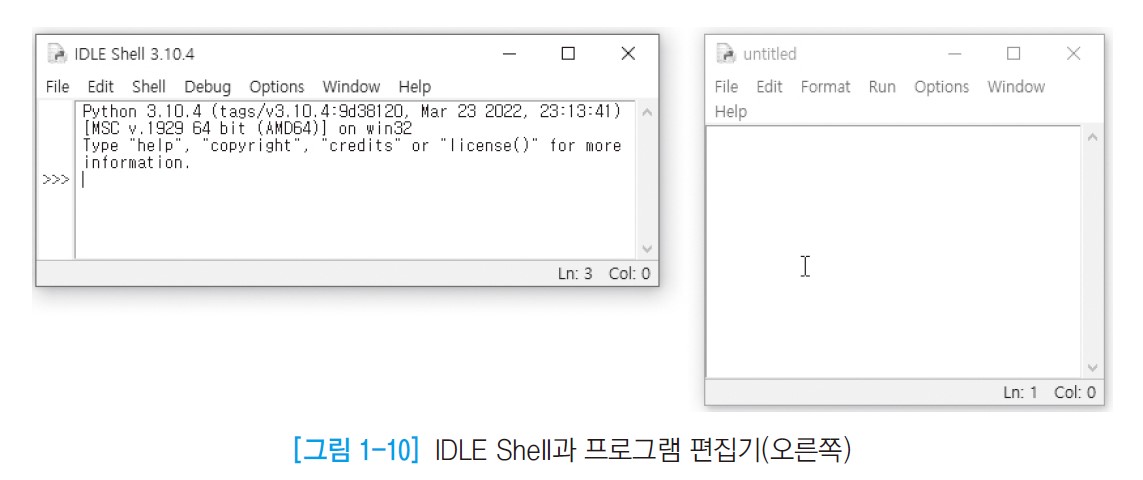 IDLE Shell 3.10.4
File Edit Shell Debug Options Window Help
Python 3.10.4 (tags/v3.10.4:9d38120, Mar 23 2022, 23:13:41)
[MSC v.1929 64 bit (AMD64)] on win32
Type "help", "copyright", "credits" or "license()" for more
information.
>>>
Ln: 3 Col: 0
untitled
File Edit Format Run Options Window
Help
Ln: 1 Col: 0
[그림 1-10] IDLE Shell과 프로그램 편집기(오른쪽)